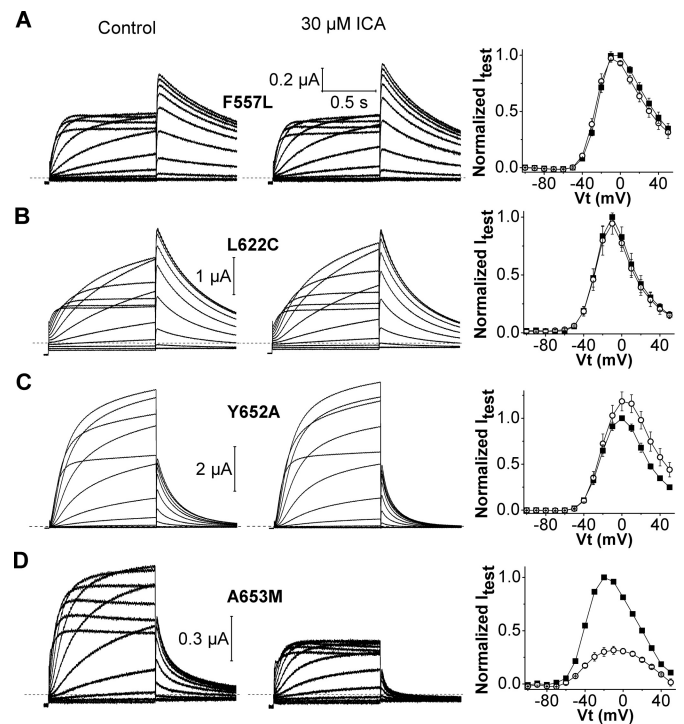 A
Control
30 µM ICA
0.2 µA
0.5 s
F557L
Normalized Itest
1.0
0.5
0.0
-80 -40 0 40
Vt (mV)
B
L622C
1 µA
Normalized Itest
1.0
0.5
0.0
-80 -40 0 40
Vt (mV)
C
Y652A
2 µA
Normalized Itest
1.0
0.5
0.0
-80 -40 0 40
Vt (mV)
D
A653M
0.3 µA
Normalized Itest
1.0
0.5
0.0
-80 -40 0 40
Vt (mV)